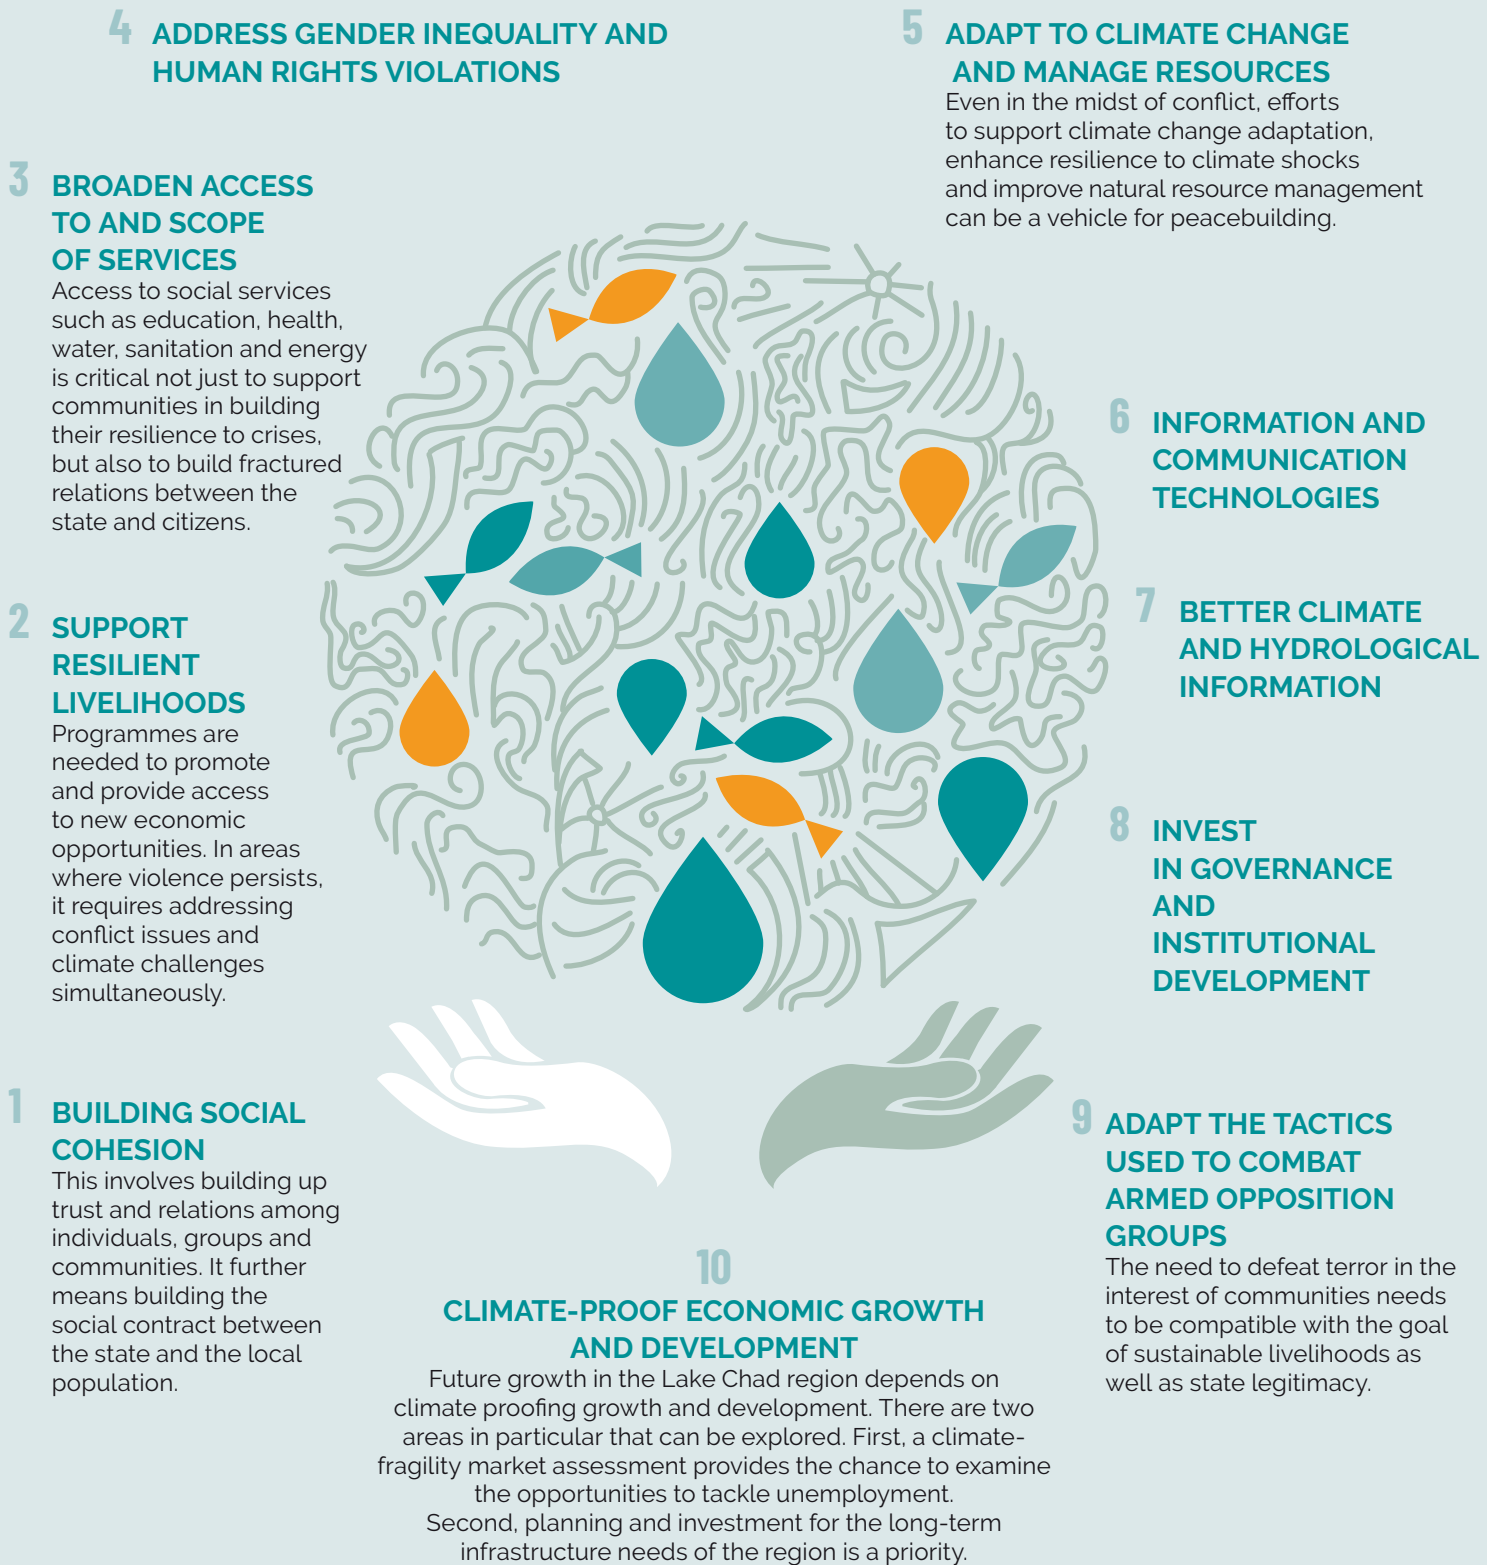 4 ADDRESS GENDER INEQUALITY AND
HUMAN RIGHTS VIOLATIONS
5 ADAPT TO CLIMATE CHANGE
AND MANAGE RESOURCES
Even in the midst of conflict, efforts
to support climate change adaptation,
enhance resilience to climate shocks
and improve natural resource management
can be a vehicle for peacebuilding.
3 BROADEN ACCESS
TO AND SCOPE
OF SERVICES
Access to social services
such as education, health,
water, sanitation and energy
is critical not just to support
communities in building
their resilience to crises,
but also to build fractured
relations between the
state and citizens.
6 INFORMATION AND
COMMUNICATION
TECHNOLOGIES
2 SUPPORT
RESILIENT
LIVELIHOODS
Programmes are
needed to promote
and provide access
to new economic
opportunities. In areas
where violence persists,
it requires addressing
conflict issues and
climate challenges
simultaneously.
7 BETTER CLIMATE
AND HYDROLOGICAL
INFORMATION
8 INVEST
IN GOVERNANCE
AND
INSTITUTIONAL
DEVELOPMENT
1 BUILDING SOCIAL
COHESION
This involves building up
trust and relations among
individuals, groups and
communities. It further
means building the
social contract between
the state and the local
population.
9 ADAPT THE TACTICS
USED TO COMBAT
ARMED OPPOSITION
GROUPS
The need to defeat terror in the
interest of communities needs
to be compatible with the goal
of sustainable livelihoods as
well as state legitimacy.
10
CLIMATE-PROOF ECONOMIC GROWTH
AND DEVELOPMENT
Future growth in the Lake Chad region depends on
climate proofing growth and development. There are two
areas in particular that can be explored. First, a climate-
fragility market assessment provides the chance to examine
the opportunities to tackle unemployment.
Second, planning and investment for the long-term
infrastructure needs of the region is a priority.